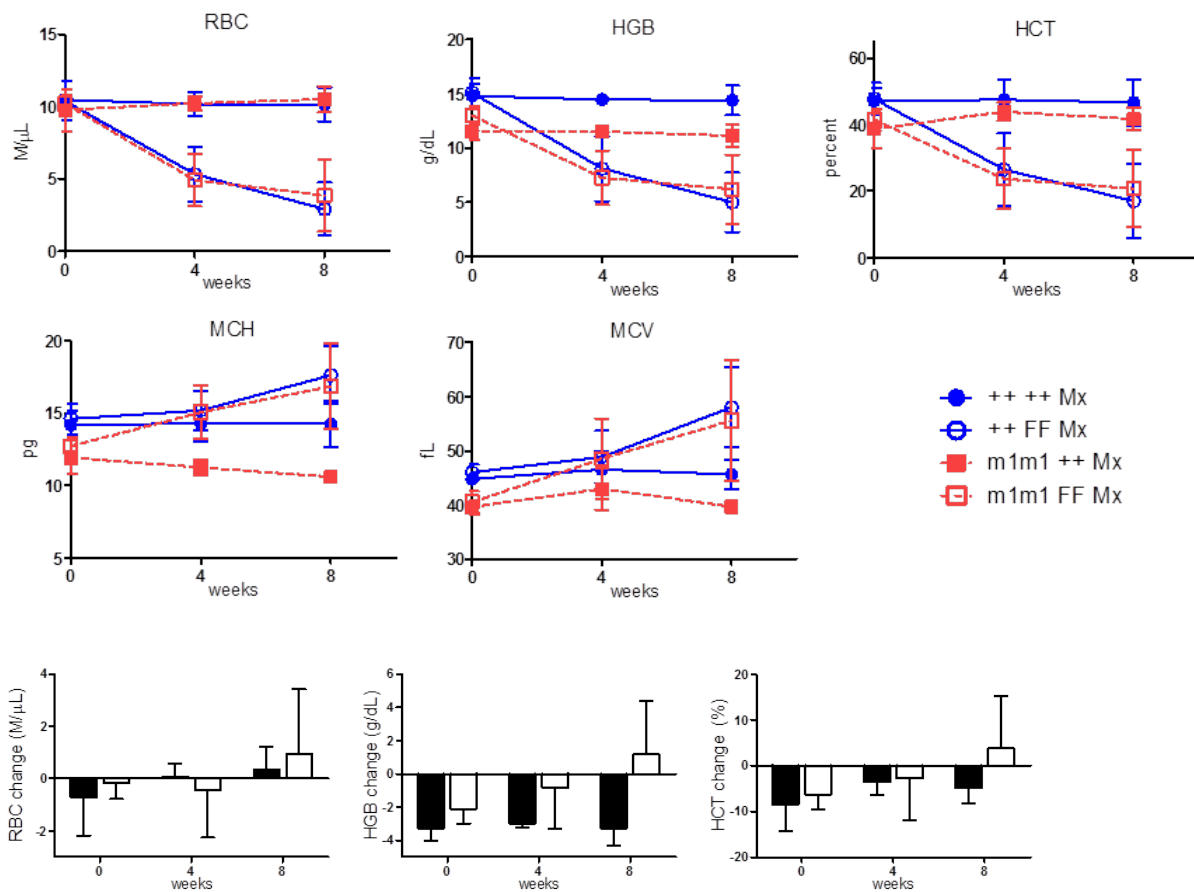 RBC
15
10
5
0
M/µL
0 4 8
weeks
HGB
20
15
10
5
0
g/dL
0 4 8
weeks
HCT
60
40
20
0
percent
0 4 8
weeks
MCH
20
15
10
5
pg
0 4 8
weeks
MCV
70
60
50
40
30
fL
0 4 8
weeks
++ ++ Mx
++ FF Mx
m1m1 ++ Mx
m1m1 FF Mx
RBC change (M/µL)
4
2
0
-2
0 4 8
weeks
HGB change (g/dL)
6
4
2
0
-2
-4
0 4 8
weeks
HCT change (%)
20
10
0
-10
-20
0 4 8
weeks